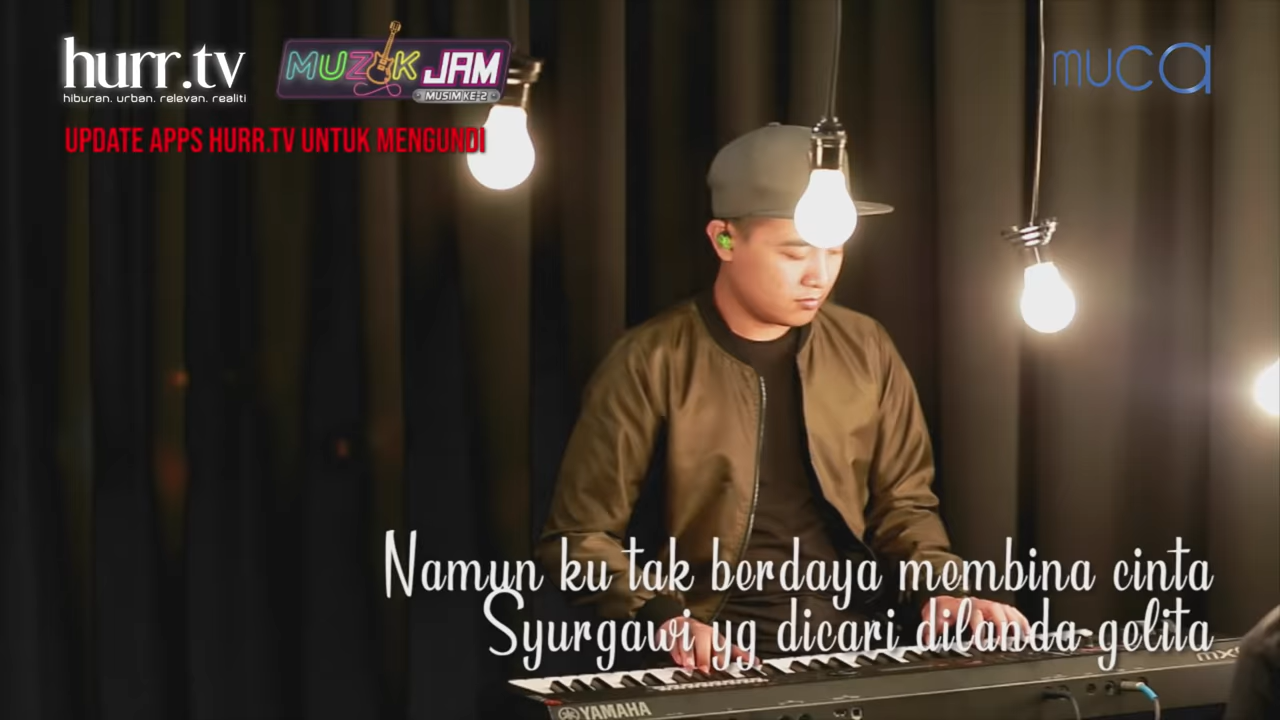 hurr.tv
hiburan. urban. relevan. realiti
MUZIK JAM
MUSIM KE-2
muca
UPDATE APPS HURR.TV UNTUK MENGUNDI
Namun ku tak berdaya membina cinta
Syurgawi yg dicari dilanda gelita
YAMAHA